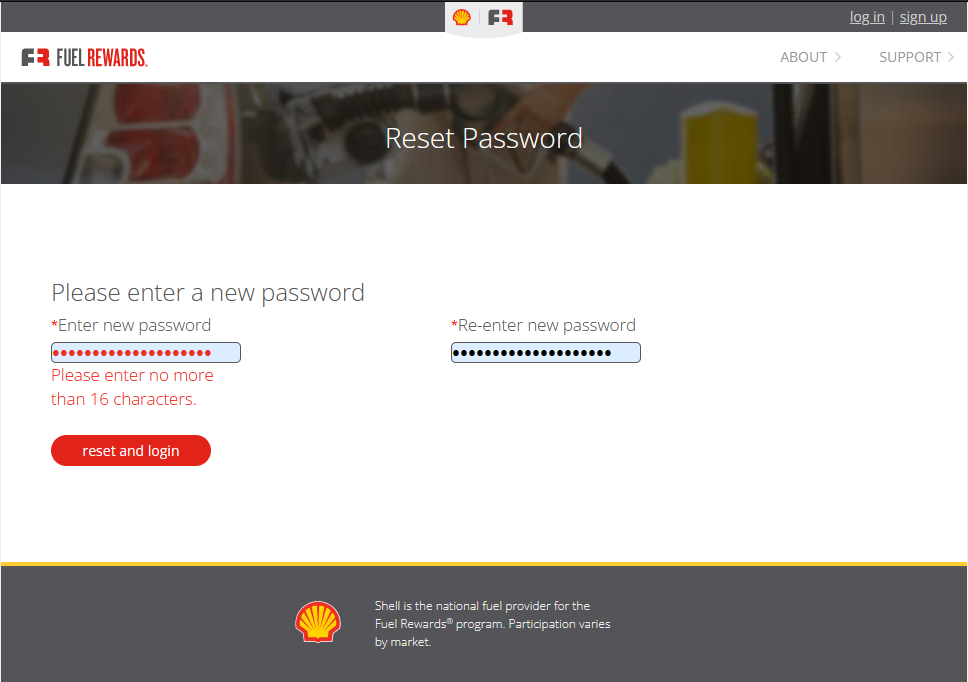 log in | sign up
FR FUEL REWARDS.
ABOUT
SUPPORT
Reset Password
Please enter a new password
*Enter new password
*Re-enter new password
••••••••••••••••••••
••••••••••••••••••••
Please enter no more
than 16 characters.
reset and login
Shell is the national fuel provider for the
Fuel Rewards® program. Participation varies
by market.